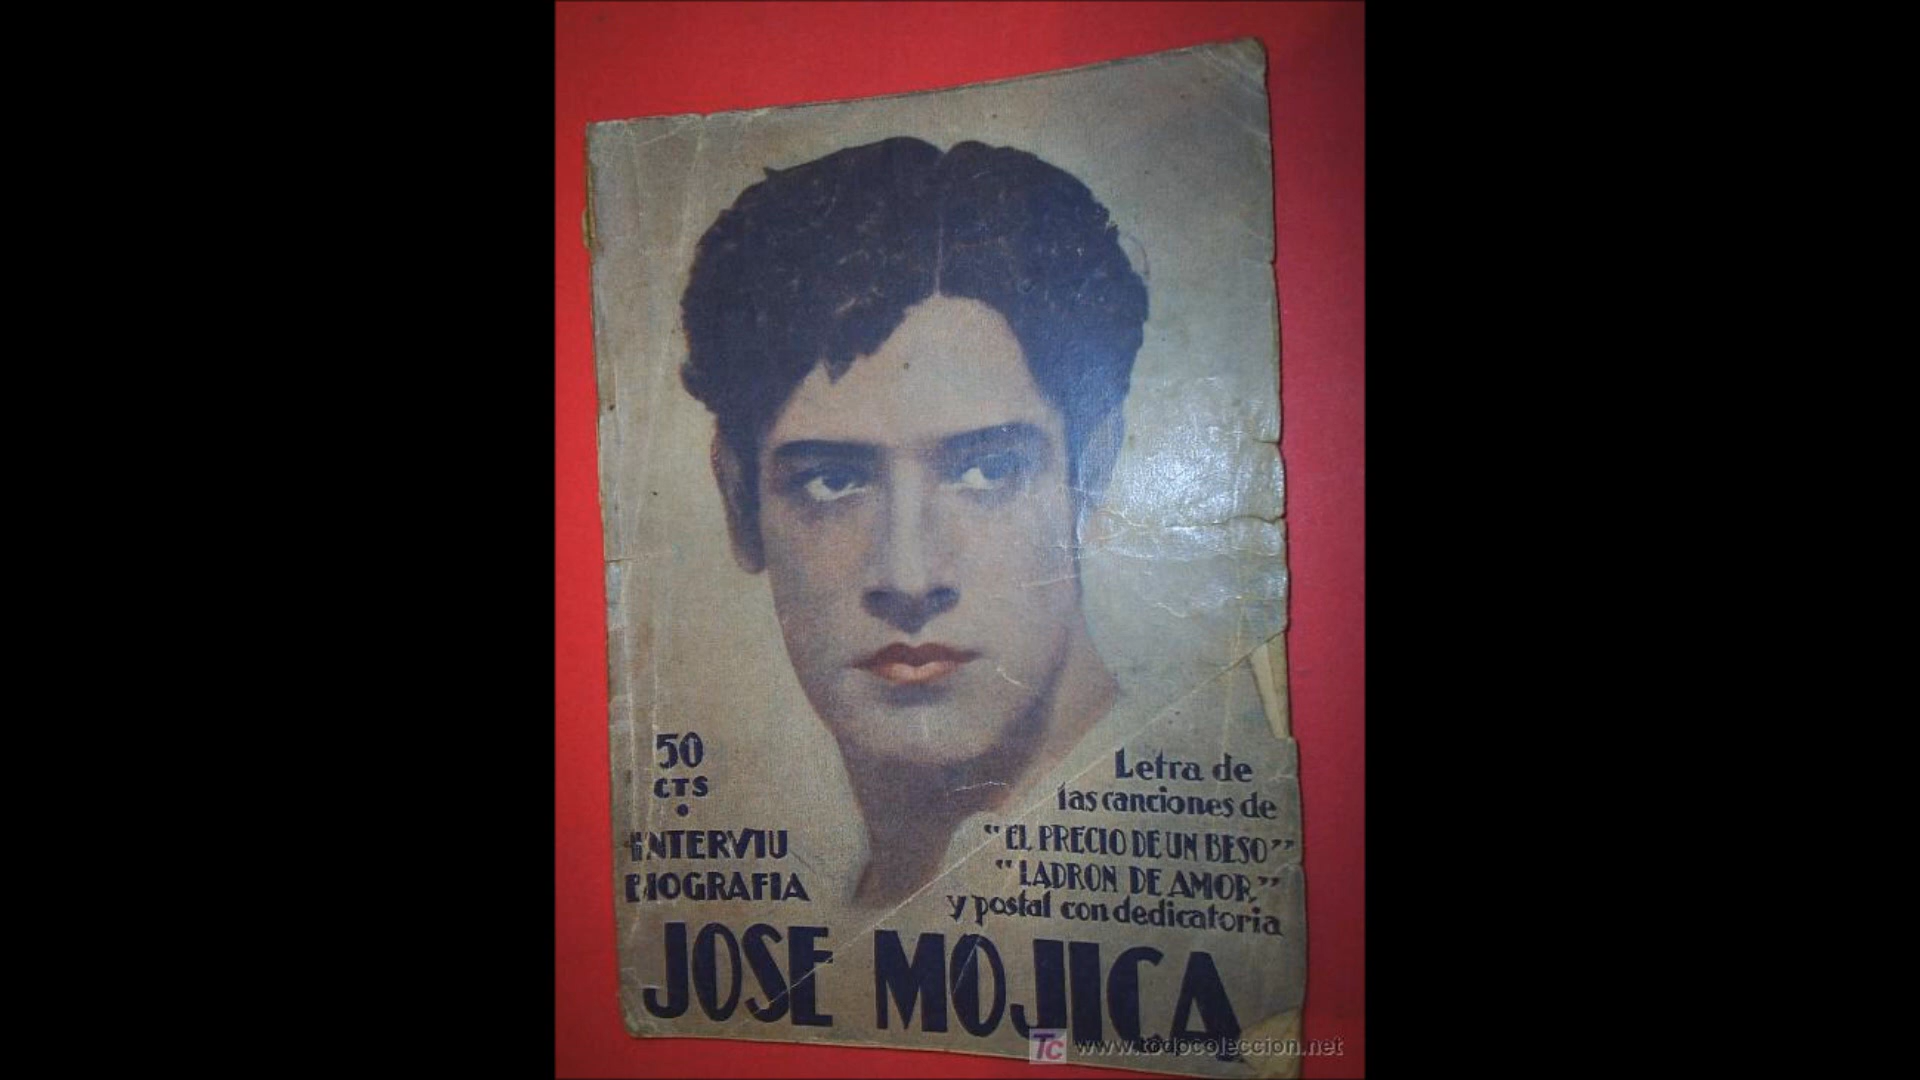 50
CTS
•
INTERVIU
BIOGRAFIA
Letra de
las canciones de
"EL PRECIO DE UN BESO"
"LADRON DE AMOR"
y postal con dedicatoria
JOSE MOJICA
Tc www.todocoleccion.net